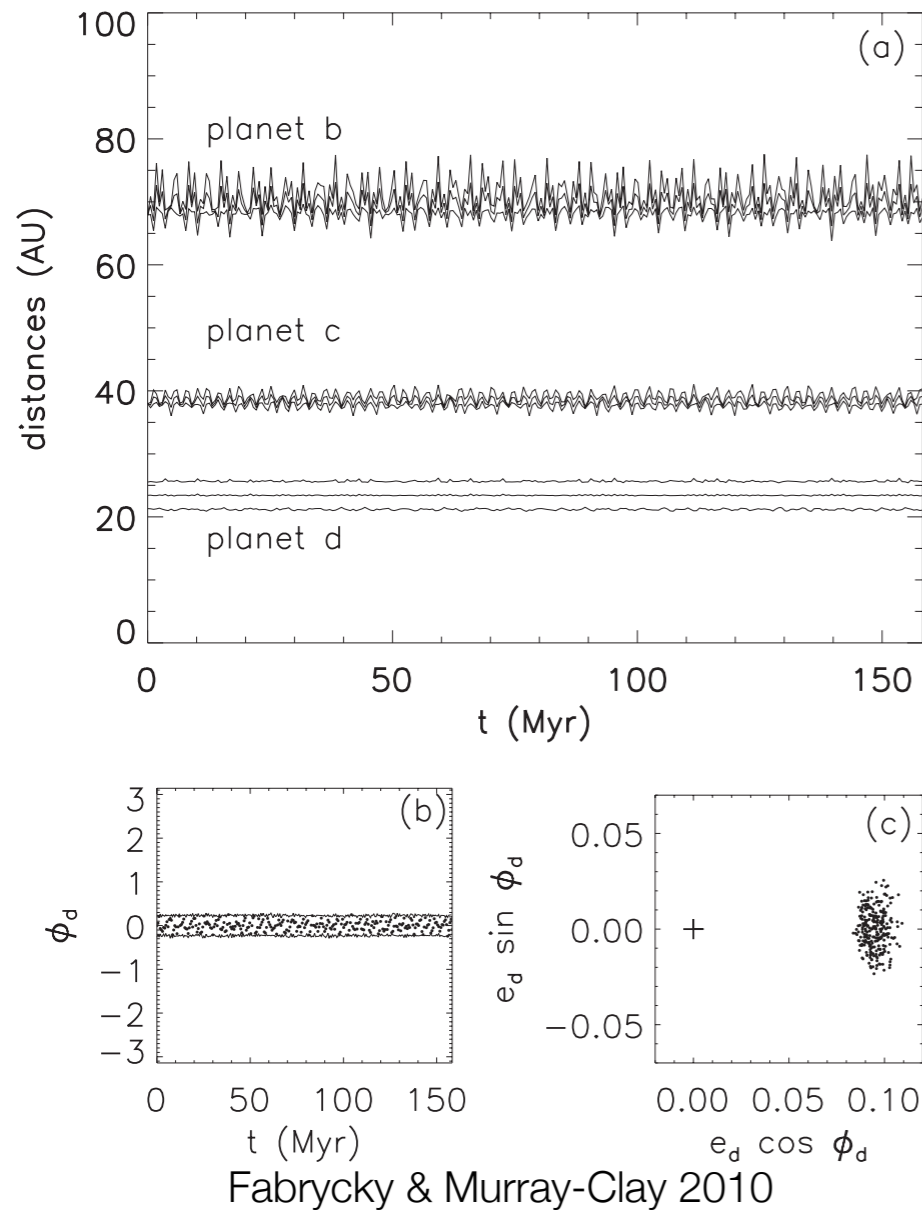 100
(a)
planet b
80
60
distances (AU)
planet c
40
20
planet d
0
0 50 100 150
t (Myr)
3
2
1
0
−1
−2
−3
ϕd
(b)
0 50 100 150
t (Myr)
(c)
0.05
0.00
−0.05
ed sin ϕd
0.00 0.05 0.10
ed cos ϕd
Fabrycky & Murray-Clay 2010